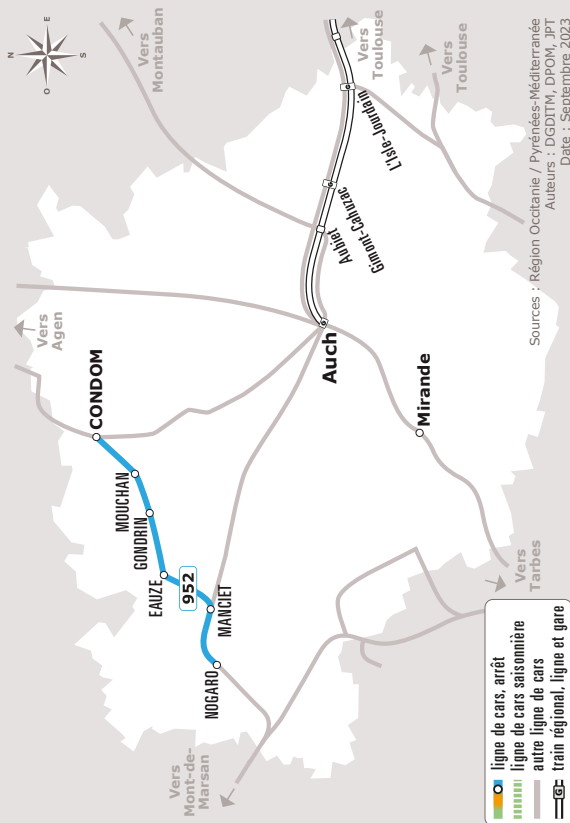 N
E
O
S
Vers
Montauban
Vers
Toulouse
Vers
Toulouse
Vers
Agen
CONDOM
MOUCHAN
GONDRIN
EAUZE
952
MANCIET
NOGARO
Vers
Mont-de-
Marsan
Auch
Aubiet
Gimont-Cahuzac
L'Isle-Jourdain
Mirande
Vers
Tarbes
ligne de cars, arrêt
ligne de cars saisonnière
autre ligne de cars
G
train régional, ligne et gare
Sources : Région Occitanie / Pyrénées-Méditerranée
Auteurs : DGDITM, DPOM, JPT
Date : Septembre 2023